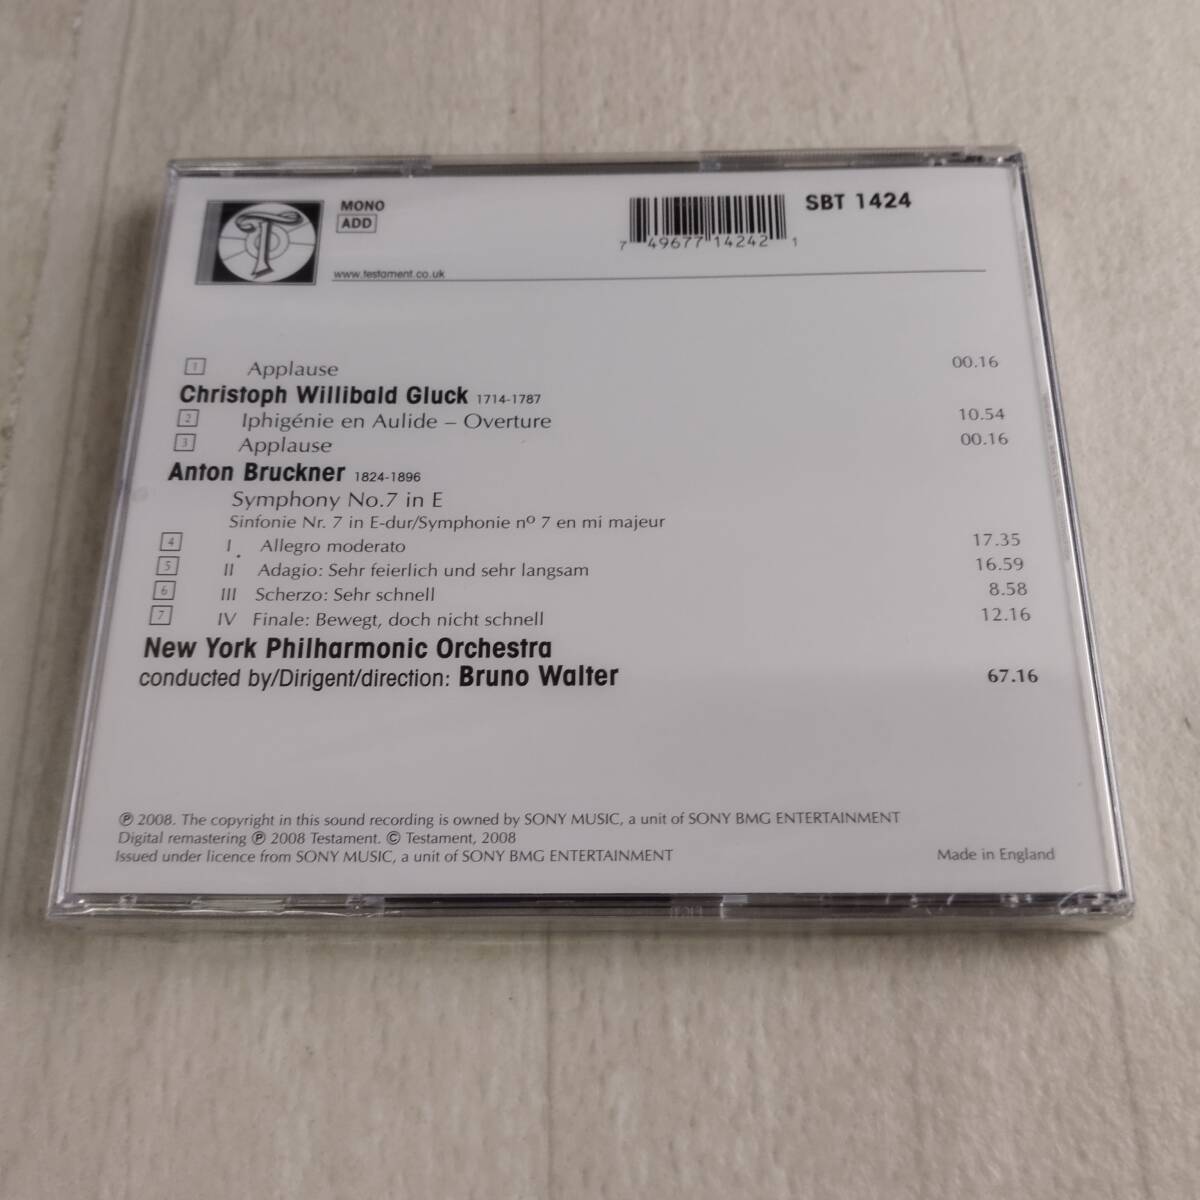 T
MONO
ADD
SBT 1424
7 49677 14242 1
www.testament.co.uk
1 Applause 00.16
Christoph Willibald Gluck 1714-1787
2 Iphigénie en Aulide – Overture 10.54
3 Applause 00.16
Anton Bruckner 1824-1896
Symphony No.7 in E
Sinfonie Nr. 7 in E-dur/Symphonie nº 7 en mi majeur
4 I Allegro moderato 17.35
5 II Adagio: Sehr feierlich und sehr langsam 16.59
6 III Scherzo: Sehr schnell 8.58
7 IV Finale: Bewegt, doch nicht schnell 12.16
New York Philharmonic Orchestra
conducted by/Dirigent/direction: Bruno Walter 67.16
℗ 2008. The copyright in this sound recording is owned by SONY MUSIC, a unit of SONY BMG ENTERTAINMENT
Digital remastering ℗ 2008 Testament. © Testament, 2008
Issued under licence from SONY MUSIC, a unit of SONY BMG ENTERTAINMENT
Made in England